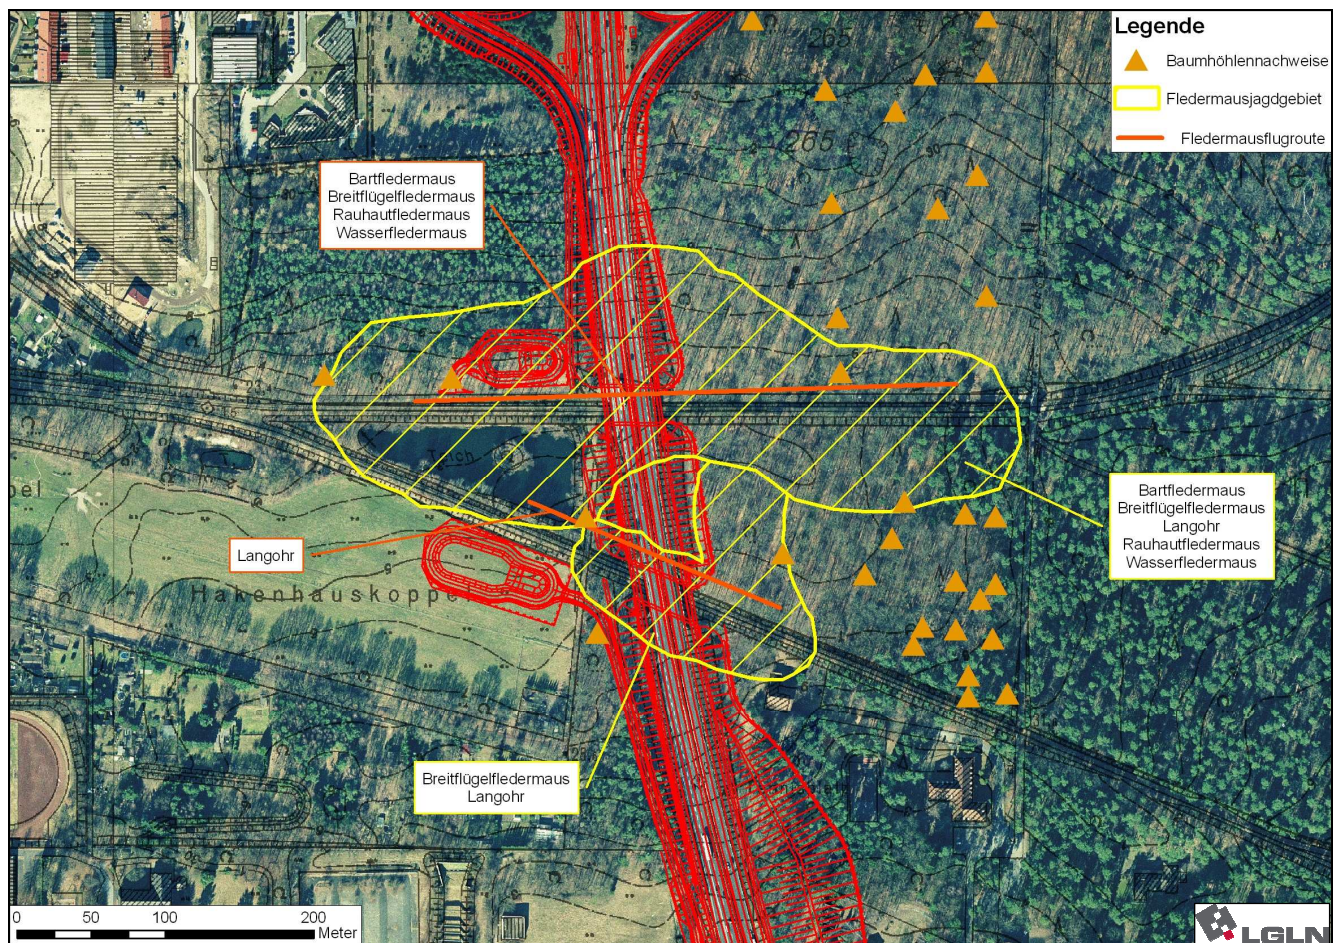 Legende
Baumhöhlennachweise
Fledermausjagdgebiet
Fledermausflugroute
265
265
Bartfledermaus
Breitflügelfledermaus
Rauhautfledermaus
Wasserfledermaus
Teich
Langohr
Hakenhauskoppel
Bartfledermaus
Breitflügelfledermaus
Langohr
Rauhautfledermaus
Wasserfledermaus
Breitflügelfledermaus
Langohr
0 50 100 200
Meter
LGLN